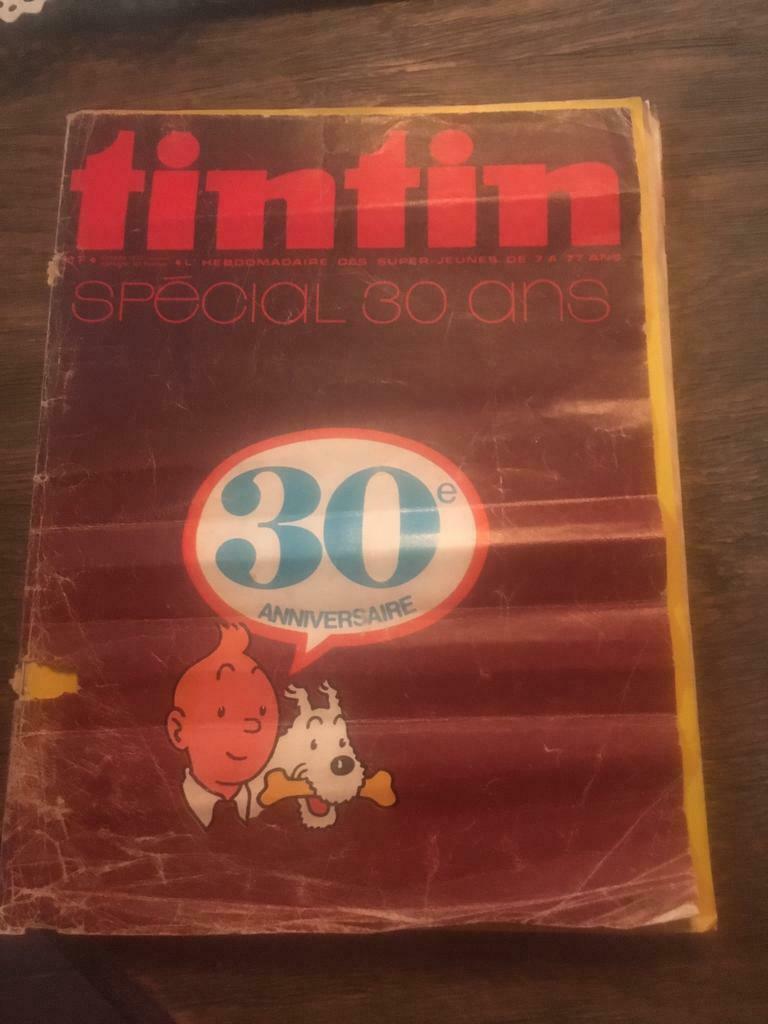 tintin
L'HEBDOMADAIRE DES SUPER-JEUNES DE 7 A 77 ANS
SPÉCIAL 30 ans
30e
ANNIVERSAIRE